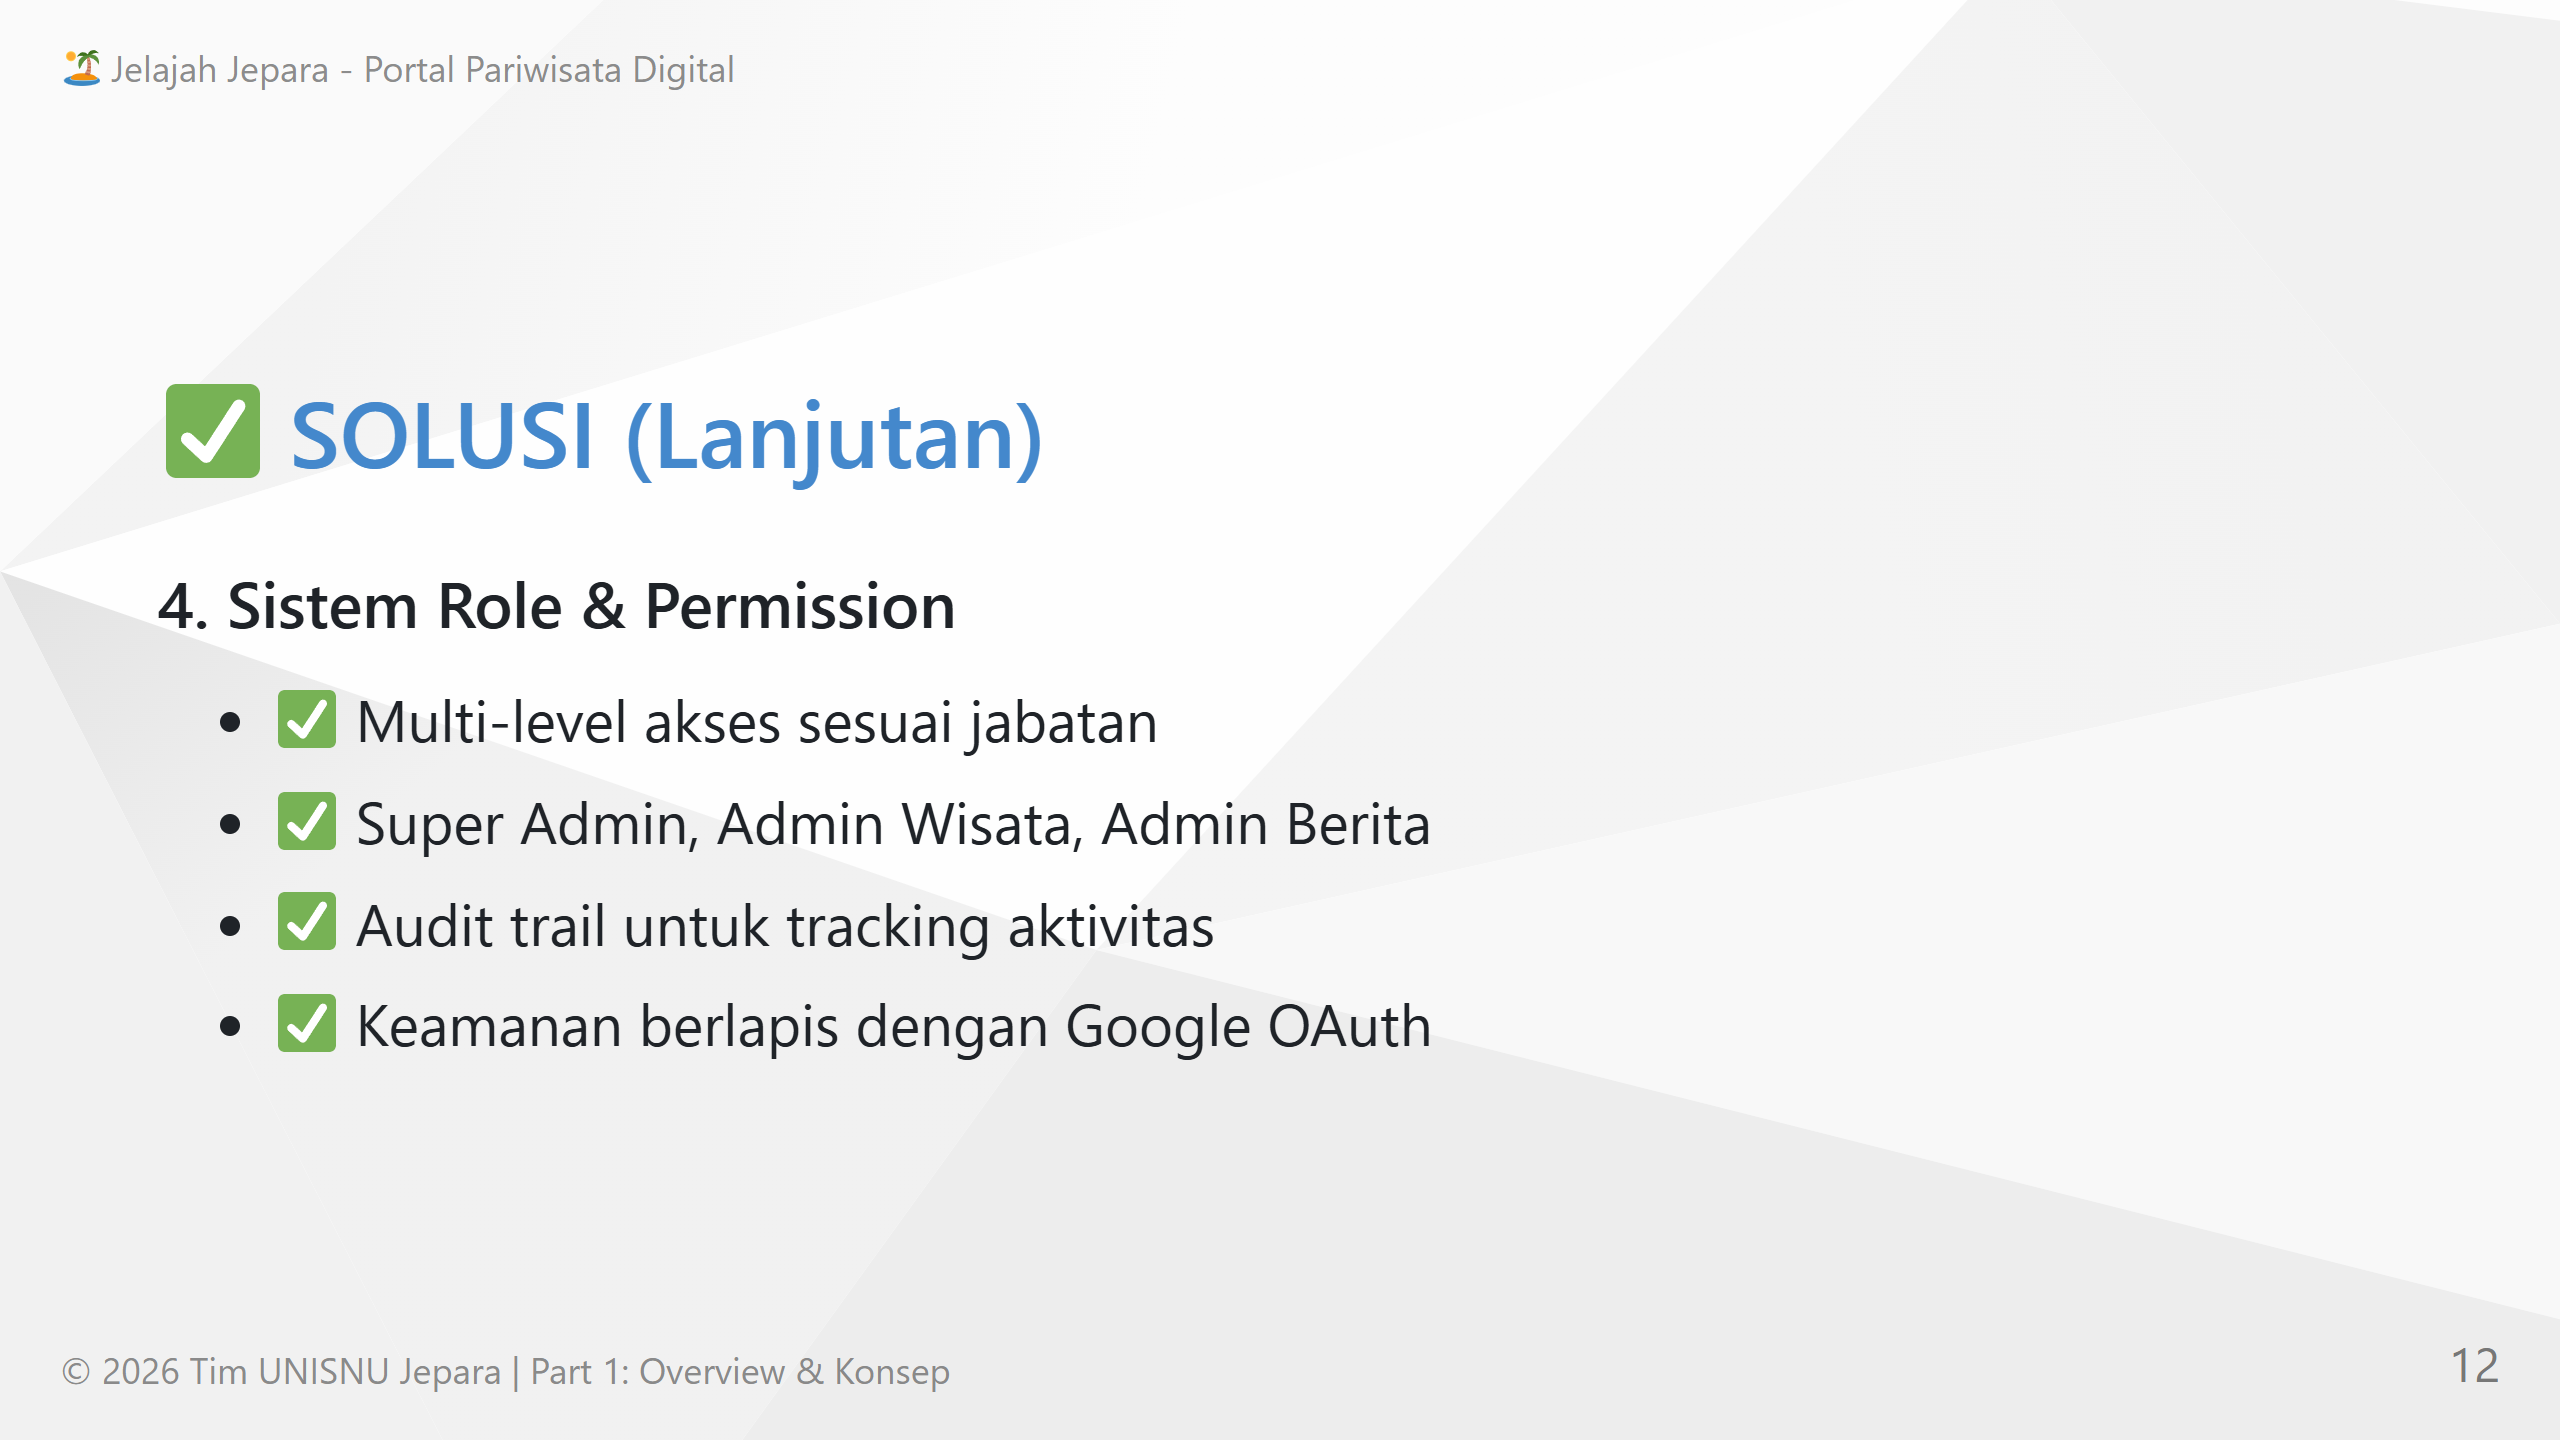 🏝️ Jelajah Jepara - Portal Pariwisata Digital
✅ SOLUSI (Lanjutan)
4. Sistem Role & Permission
• ✅ Multi-level akses sesuai jabatan
• ✅ Super Admin, Admin Wisata, Admin Berita
• ✅ Audit trail untuk tracking aktivitas
• ✅ Keamanan berlapis dengan Google OAuth
© 2026 Tim UNISNU Jepara | Part 1: Overview & Konsep
12